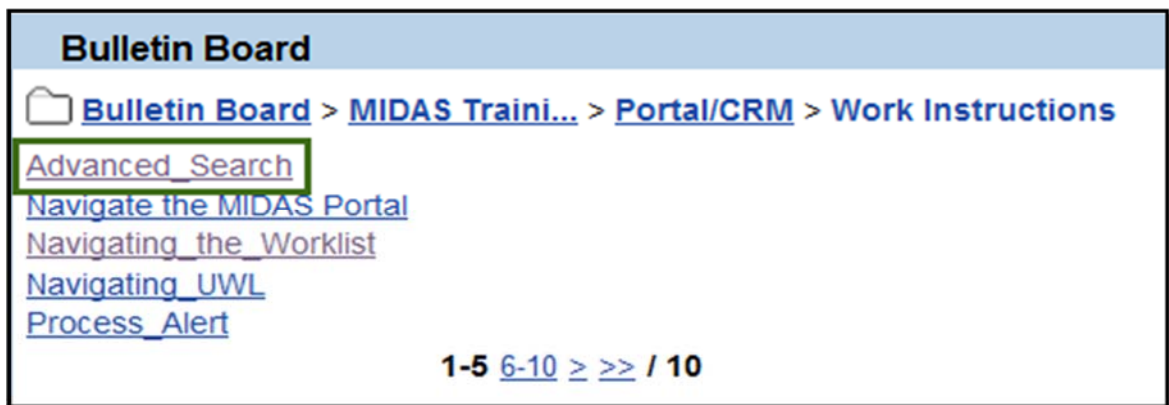 Bulletin Board
Bulletin Board > MIDAS Traini... > Portal/CRM > Work Instructions
Advanced_Search
Navigate the MIDAS Portal
Navigating_the_Worklist
Navigating_UWL
Process_Alert
1-5 6-10 > >> / 10